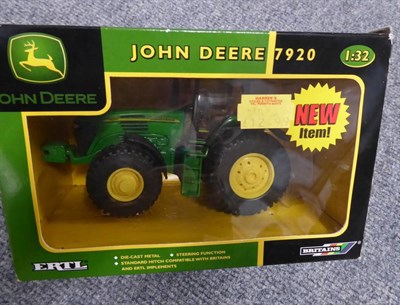 JOHN DEERE 7920
1:32
JOHN DEERE
NEW
Item!
DIE-CAST METAL • STEERING FUNCTION
STANDARD HITCH COMPATIBLE WITH BRITAINS
AND ERTL IMPLEMENTS
ERTL
BRITAINS